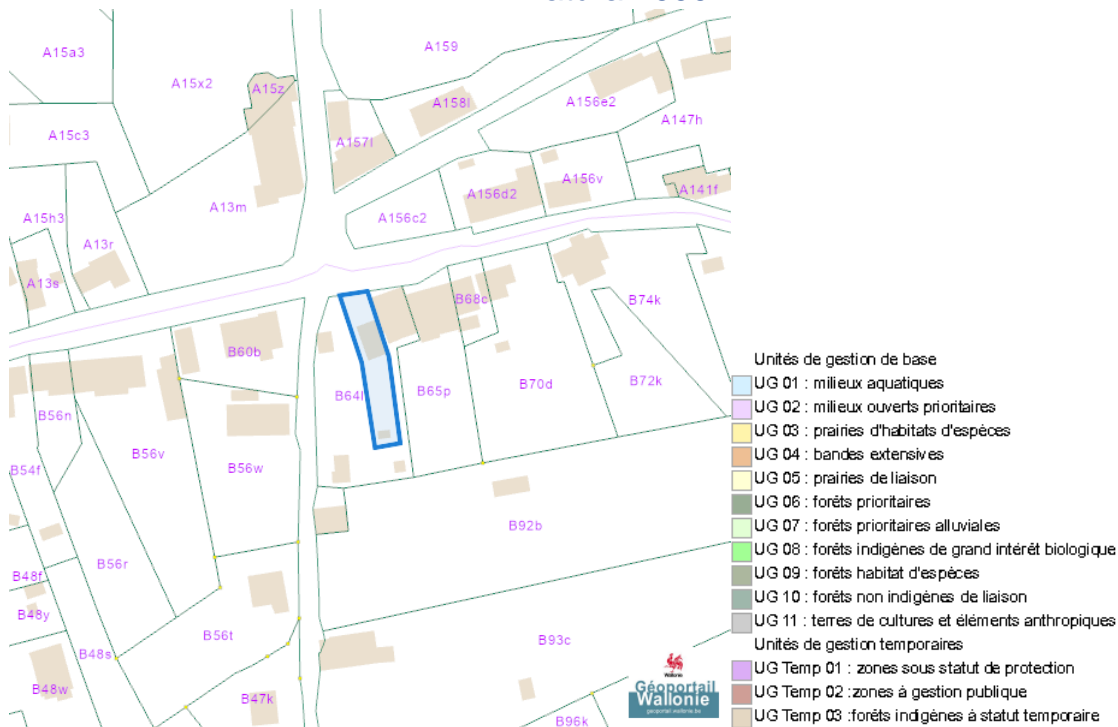 A15a3
A159
A15x2
A15z
A158l
A156e2
A147h
A15c3
A157l
A156v
A156d2
A141f
A15h3
A13m
A156c2
A13r
A13s
B68c
B74k
B60b
B64l
B65p
B70d
B72k
B56n
B56v
B54f
B56w
B92b
B56r
B48f
B48y
B56t
B48s
B93c
B48w
B47k
B96k
Wallonie
Géoportail
Wallonie
geoportail.wallonie.be
Unités de gestion de base
UG 01 : milieux aquatiques
UG 02 : milieux ouverts prioritaires
UG 03 : prairies d'habitats d'espèces
UG 04 : bandes extensives
UG 05 : prairies de liaison
UG 06 : forêts prioritaires
UG 07 : forêts prioritaires alluviales
UG 08 : forêts indigènes de grand intérêt biologique
UG 09 : forêts habitat d'espèces
UG 10 : forêts non indigènes de liaison
UG 11 : terres de cultures et éléments anthropiques
Unités de gestion temporaires
UG Temp 01 : zones sous statut de protection
UG Temp 02 :zones à gestion publique
UG Temp 03 :forêts indigènes à statut temporaire